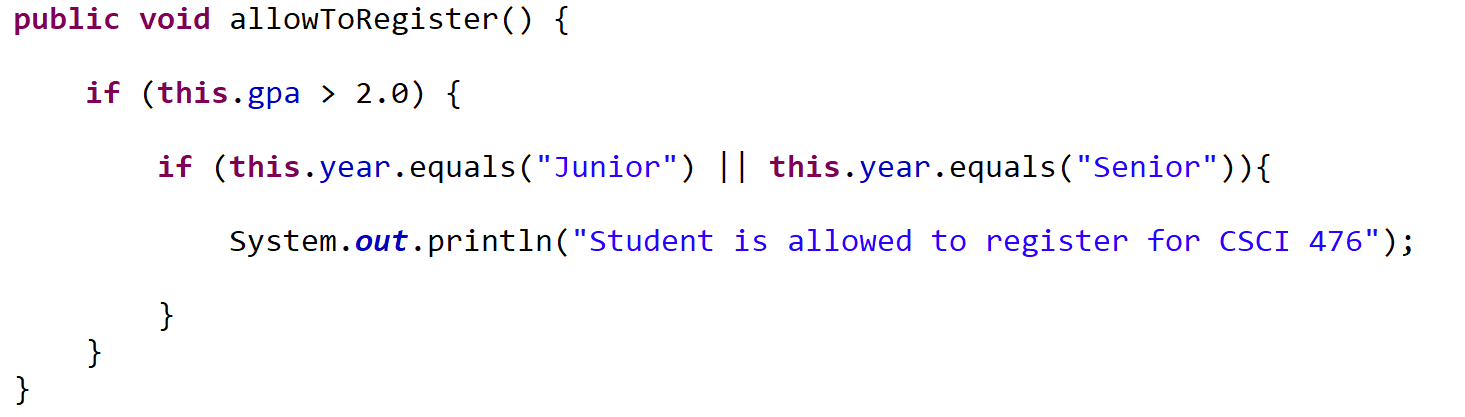 public void allowToRegister() {
if (this.gpa > 2.0) {
if (this.year.equals("Junior") || this.year.equals("Senior")){
System.out.println("Student is allowed to register for CSCI 476");
}
}
}